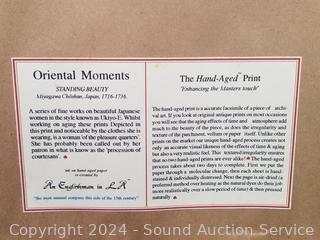 Oriental Moments
STANDING BEAUTY
Miyagawa Chōshun, Japan, 1716-1736.
A series of fine works on beautiful Japanese
women in the style known as Ukiyo-E. Whilst
working on aging these prints Depicted in
this print and noticeable by the clothes she is
wearing, is a woman 'of the pleasure quarters'.
She has probably been called out by her
patron in what is know as the 'procession of
courtesans'.
ink on hand-aged paper
co-created by
An Englishman in L.A.
"the most unusual company this side of the 15th century"
The Hand-Aged™ Print
'Enhancing the Masters touch'
The hand-aged print is a accurate facsimile of a piece of archi-
val art. If you look at original antique prints on most occasions
you will see that the aging effects of time and atmosphere add
much to the beauty of the piece, as does the irregularity and
texture of the parchment, vellum or paper itself. Unlike other
prints on the market our unique hand-aged process creates not
only an accurate visual likeness of the effects of time & aging
but also a very realistic feel. This textured irregularity ensures
that no two hand-aged prints are ever alike! The hand-aged
process takes about two days to complete. First we put the
paper through a molecular change, then each sheet is hand-
stained & individually distressed. Next the page is air-dried (a
preferred method over heating as the natural dyes do their job
more realistically over a slow period of time) & then pressed
naturally
Copyright 2024 - Sound Auction Service